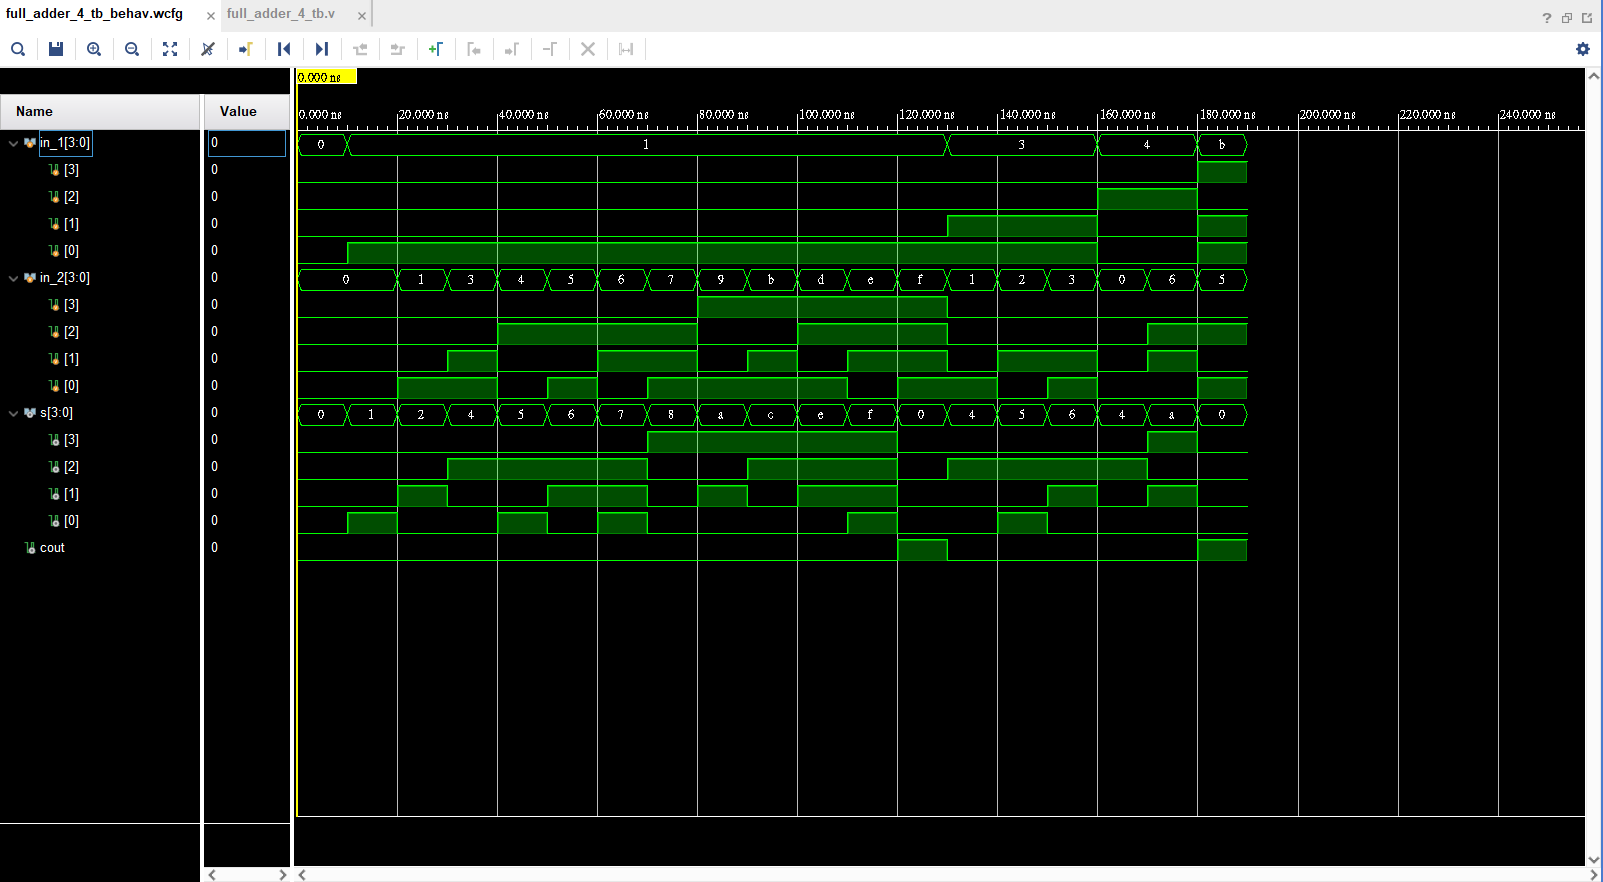 full_adder_4_tb_behav.wcfg × full_adder_4_tb.v × ?
0.000 ns
Name Value
0.000 ns 20.000 ns 40.000 ns 60.000 ns 80.000 ns 100.000 ns 120.000 ns 140.000 ns 160.000 ns 180.000 ns 200.000 ns 220.000 ns 240.000 ns
in_1[3:0] 0 0 1 3 4 b
[3] 0
[2] 0
[1] 0
[0] 0
in_2[3:0] 0 0 1 3 4 5 6 7 9 b d e f 1 2 3 0 6 5
[3] 0
[2] 0
[1] 0
[0] 0
s[3:0] 0 0 1 2 4 5 6 7 8 a c e f 0 4 5 6 4 a 0
[3] 0
[2] 0
[1] 0
[0] 0
cout 0